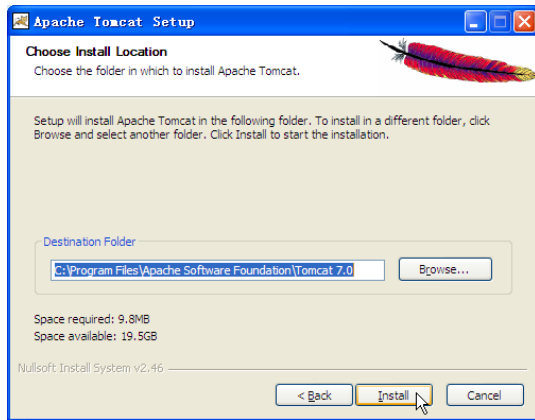 Apache Tomcat Setup
Choose Install Location
Choose the folder in which to install Apache Tomcat.
Setup will install Apache Tomcat in the following folder. To install in a different folder, click
Browse and select another folder. Click Install to start the installation.
Destination Folder
C:\Program Files\Apache Software Foundation\Tomcat 7.0
Browse...
Space required: 9.8MB
Space available: 19.5GB
Nullsoft Install System v2.46
< Back
Install
Cancel